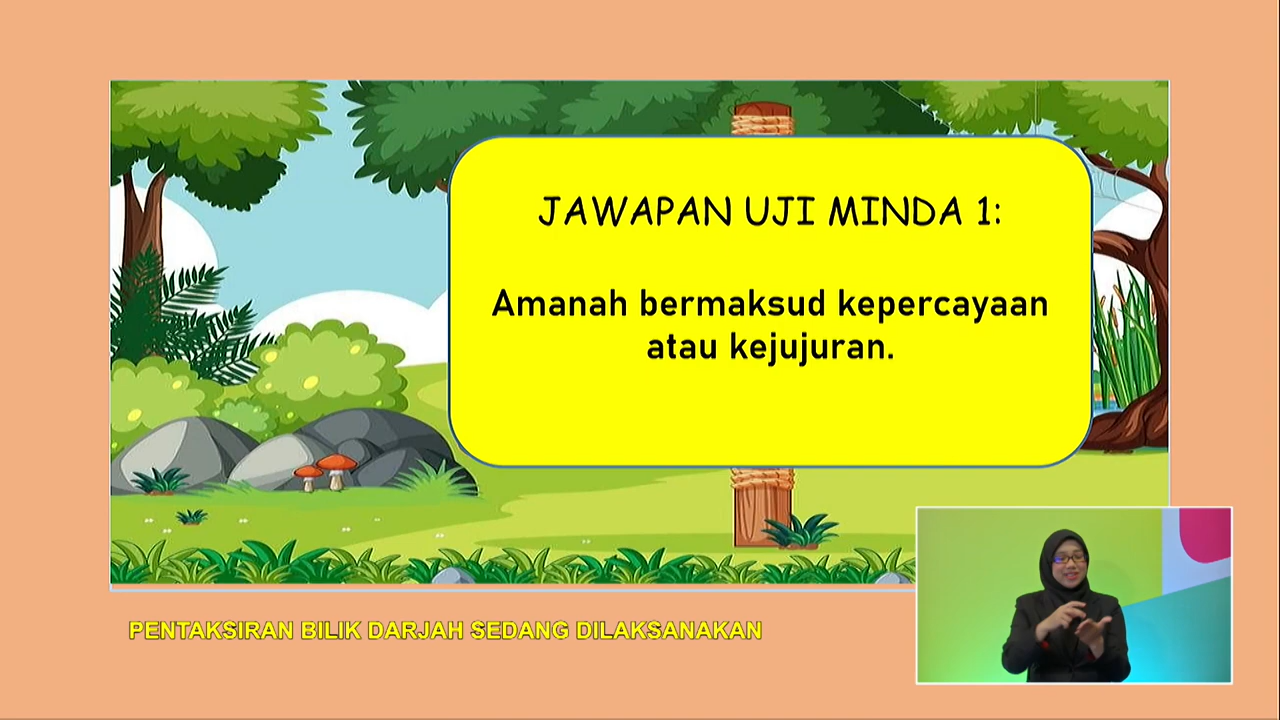 JAWAPAN UJI MINDA 1:
Amanah bermaksud kepercayaan
atau kejujuran.
PENTAKSIRAN BILIK DARJAH SEDANG DILAKSANAKAN